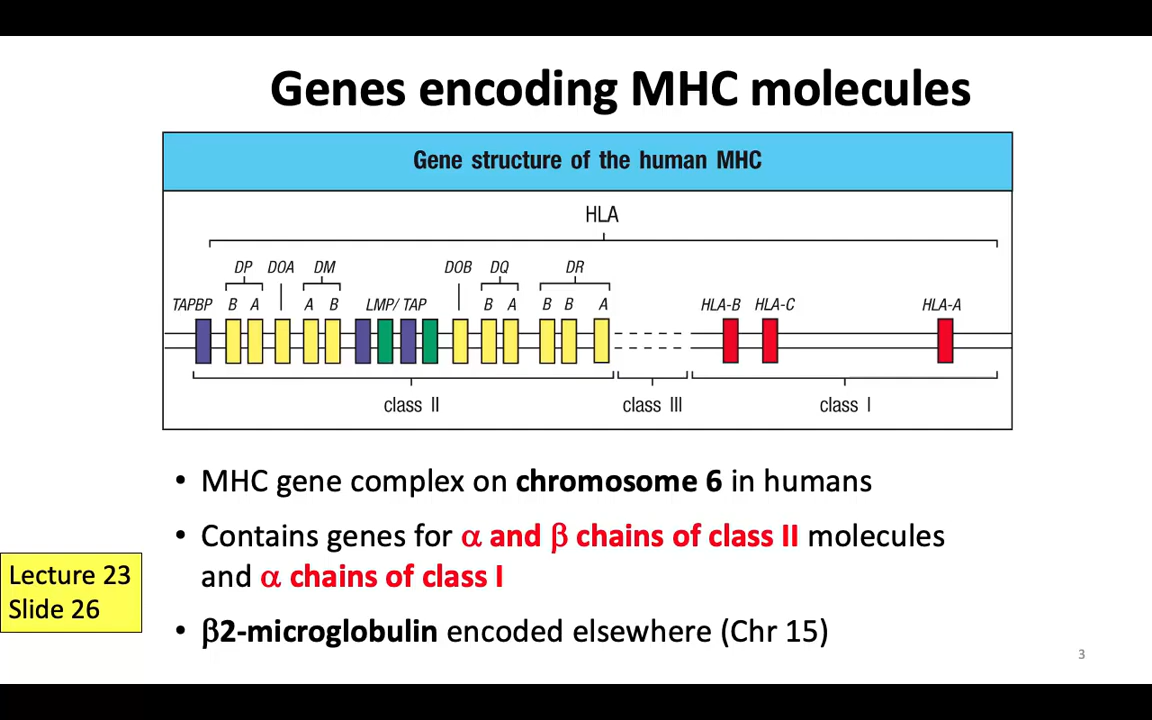 Genes encoding MHC molecules
Gene structure of the human MHC
HLA
DP DOA DM DOB DQ DR
TAPBP B A A B LMP/ TAP B A B B A HLA-B HLA-C HLA-A
class II class III class I
• MHC gene complex on chromosome 6 in humans
• Contains genes for α and β chains of class II molecules
and α chains of class I
• β2-microglobulin encoded elsewhere (Chr 15)
Lecture 23
Slide 26
3